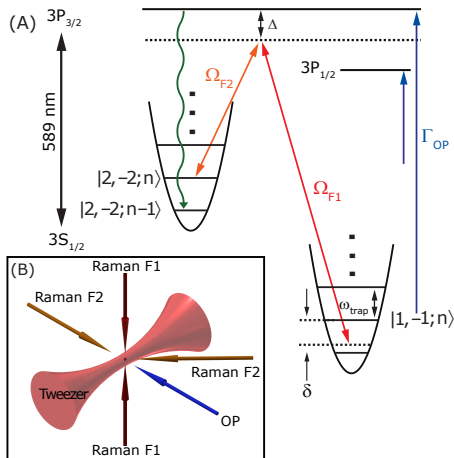 (A)
3P3/2
Δ
3P1/2
589 nm
ΩF2
ΓOP
ΩF1
|2,-2;n⟩
|2,-2;n-1⟩
3S1/2
ωtrap
|1,-1;n⟩
δ
(B)
Raman F1
Raman F2
Raman F2
Tweezer
OP
Raman F1